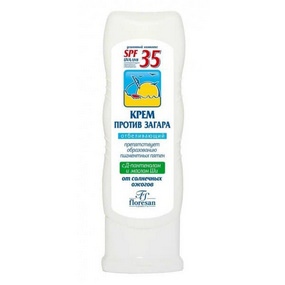 SPF 35
КРЕМ
ПРОТИВ ЗАГАРА
отбеливающий
препятствует
образованию
пигментных пятен
с Д-пантенолом
и маслом Ши
от солнечных
ожогов
floresan